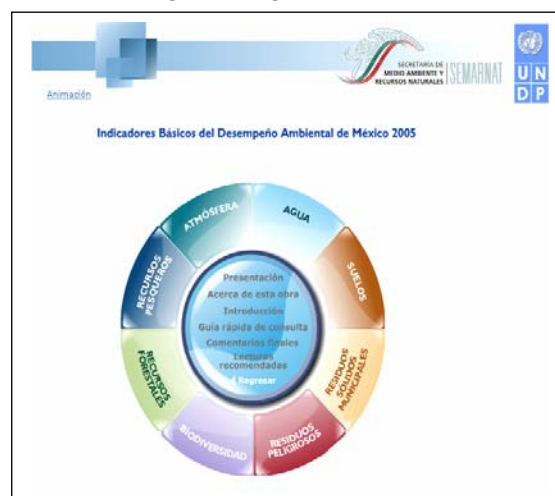 SECRETARÍA DE
MEDIO AMBIENTE Y
RECURSOS NATURALES
SEMARNAT
U N
D P
Animación
Indicadores Básicos del Desempeño Ambiental de México 2005
ATMÓSFERA
AGUA
SUELOS
RESIDUOS
SÓLIDOS
MUNICIPALES
RESIDUOS
PELIGROSOS
BIODIVERSIDAD
RECURSOS
FORESTALES
RECURSOS
PESQUEROS
Presentación
Acerca de esta obra
Introducción
Guía rápida de consulta
Comentarios finales
Lecturas
recomendadas
Regresar